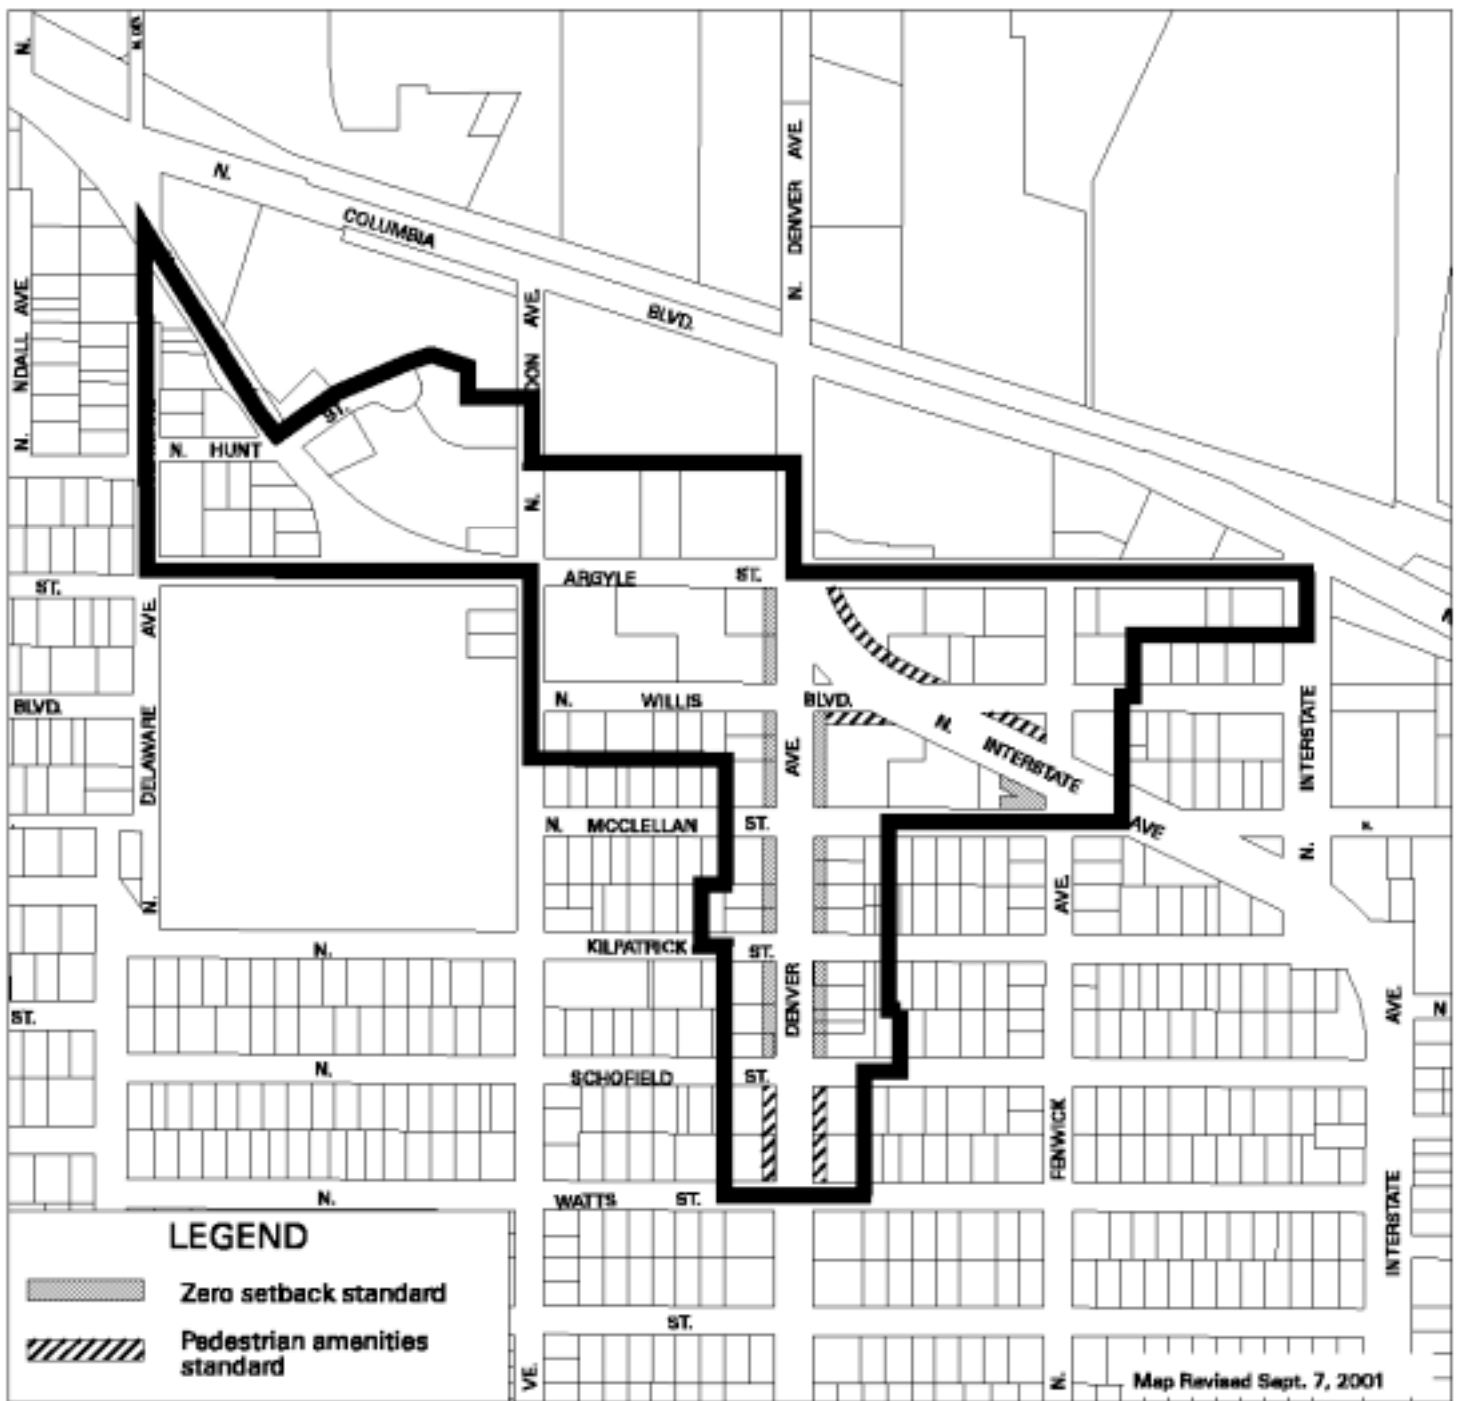 N.
N.
COLUMBIA
BLVD.
N. DENVER AVE.
AVE.
N. NDALL AVE.
DON
N.
ST.
N. HUNT
ARGYLE ST.
ST.
AVE.
N. WILLIS BLVD.
BLVD.
DELAWARE
N.
AVE.
N. INTERSTATE
AVE
INTERSTATE
N.
N. MCCLELLAN ST.
N.
AVE.
N.
KILPATRICK ST.
DENVER
ST.
AVE.
N
N.
SCHOFIELD ST.
FENWICK
N.
WATTS ST.
INTERSTATE
LEGEND
Zero setback standard
Pedestrian amenities
standard
ST.
VE.
N.
Map Revised Sept. 7, 2001